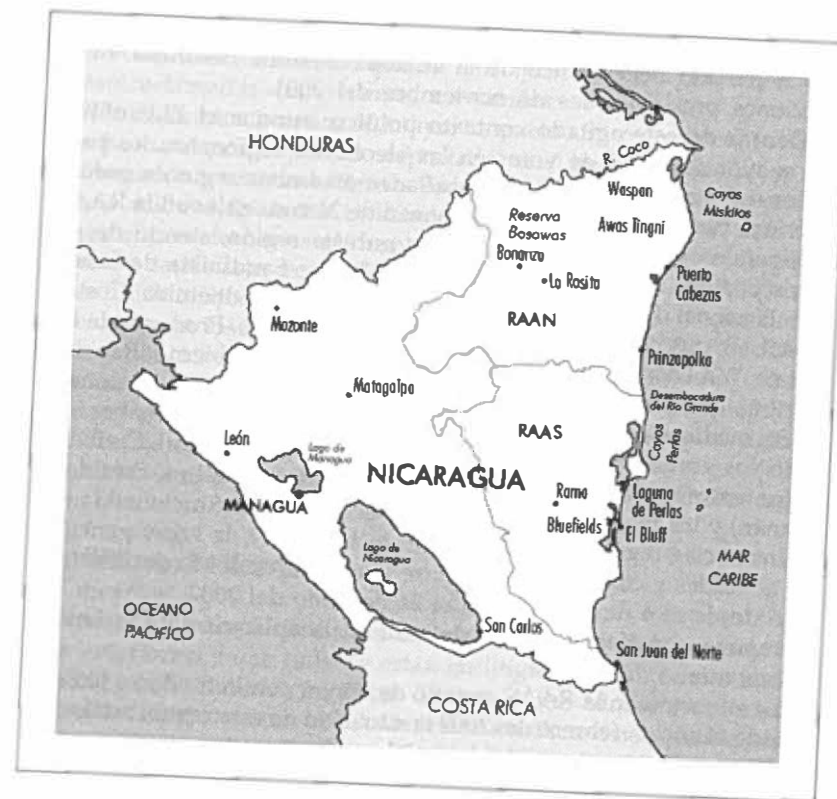 HONDURAS
R. Coco
Waspan
Cayos
Miskitos
Reserva
Bosawas
Awas Tingni
Bonanza
La Rosita
Puerto
Cabezas
Mozonte
RAAN
Prinzapolka
Matagalpa
Desembocadura
del Río Grande
RAAS
Cayos
Perlas
León
Lago de
Managua
NICARAGUA
MANAGUA
Rama
Laguna
de Perlas
Bluefields
El Bluff
Lago de
Nicaragua
MAR
CARIBE
OCEANO
PACIFICO
San Carlos
San Juan del Norte
COSTA RICA